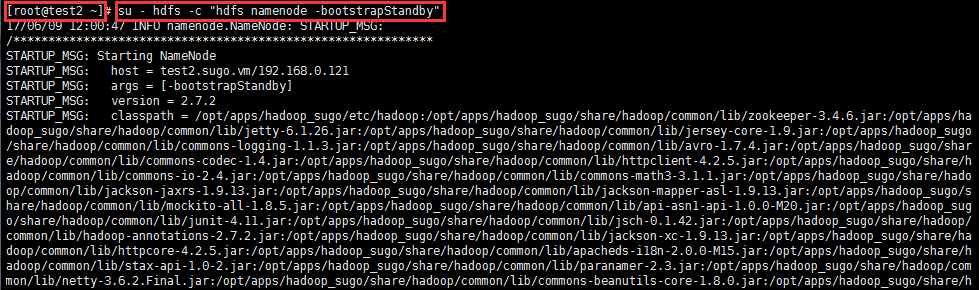 [root@test2 ~]# su - hdfs -c "hdfs namenode -bootstrapStandby"
17/06/09 12:00:47 INFO namenode.NameNode: STARTUP_MSG:
/************************************************************
STARTUP_MSG: Starting NameNode
STARTUP_MSG:   host = test2.sugo.vm/192.168.0.121
STARTUP_MSG:   args = [-bootstrapStandby]
STARTUP_MSG:   version = 2.7.2
STARTUP_MSG:   classpath = /opt/apps/hadoop_sugo/etc/hadoop:/opt/apps/hadoop_sugo/share/hadoop/common/lib/zookeeper-3.4.6.jar:/opt/apps/ha
doop_sugo/share/hadoop/common/lib/jetty-6.1.26.jar:/opt/apps/hadoop_sugo/share/hadoop/common/lib/jersey-core-1.9.jar:/opt/apps/hadoop_sugo
/share/hadoop/common/lib/commons-logging-1.1.3.jar:/opt/apps/hadoop_sugo/share/hadoop/common/lib/avro-1.7.4.jar:/opt/apps/hadoop_sugo/shar
e/hadoop/common/lib/commons-codec-1.4.jar:/opt/apps/hadoop_sugo/share/hadoop/common/lib/httpclient-4.2.5.jar:/opt/apps/hadoop_sugo/share/h
adoop/common/lib/commons-io-2.4.jar:/opt/apps/hadoop_sugo/share/hadoop/common/lib/commons-math3-3.1.1.jar:/opt/apps/hadoop_sugo/share/hado
op/common/lib/jackson-jaxrs-1.9.13.jar:/opt/apps/hadoop_sugo/share/hadoop/common/lib/jackson-mapper-asl-1.9.13.jar:/opt/apps/hadoop_sugo/s
hare/hadoop/common/lib/mockito-all-1.8.5.jar:/opt/apps/hadoop_sugo/share/hadoop/common/lib/api-asn1-api-1.0.0-M20.jar:/opt/apps/hadoop_sug
o/share/hadoop/common/lib/junit-4.11.jar:/opt/apps/hadoop_sugo/share/hadoop/common/lib/jsch-0.1.42.jar:/opt/apps/hadoop_sugo/share/hadoop/
common/lib/hadoop-annotations-2.7.2.jar:/opt/apps/hadoop_sugo/share/hadoop/common/lib/jackson-xc-1.9.13.jar:/opt/apps/hadoop_sugo/share/ha
doop/common/lib/httpcore-4.2.5.jar:/opt/apps/hadoop_sugo/share/hadoop/common/lib/apacheds-i18n-2.0.0-M15.jar:/opt/apps/hadoop_sugo/share/h
adoop/common/lib/stax-api-1.0-2.jar:/opt/apps/hadoop_sugo/share/hadoop/common/lib/paranamer-2.3.jar:/opt/apps/hadoop_sugo/share/hadoop/com
mon/lib/netty-3.6.2.Final.jar:/opt/apps/hadoop_sugo/share/hadoop/common/lib/commons-beanutils-core-1.8.0.jar:/opt/apps/hadoop_sugo/share/h